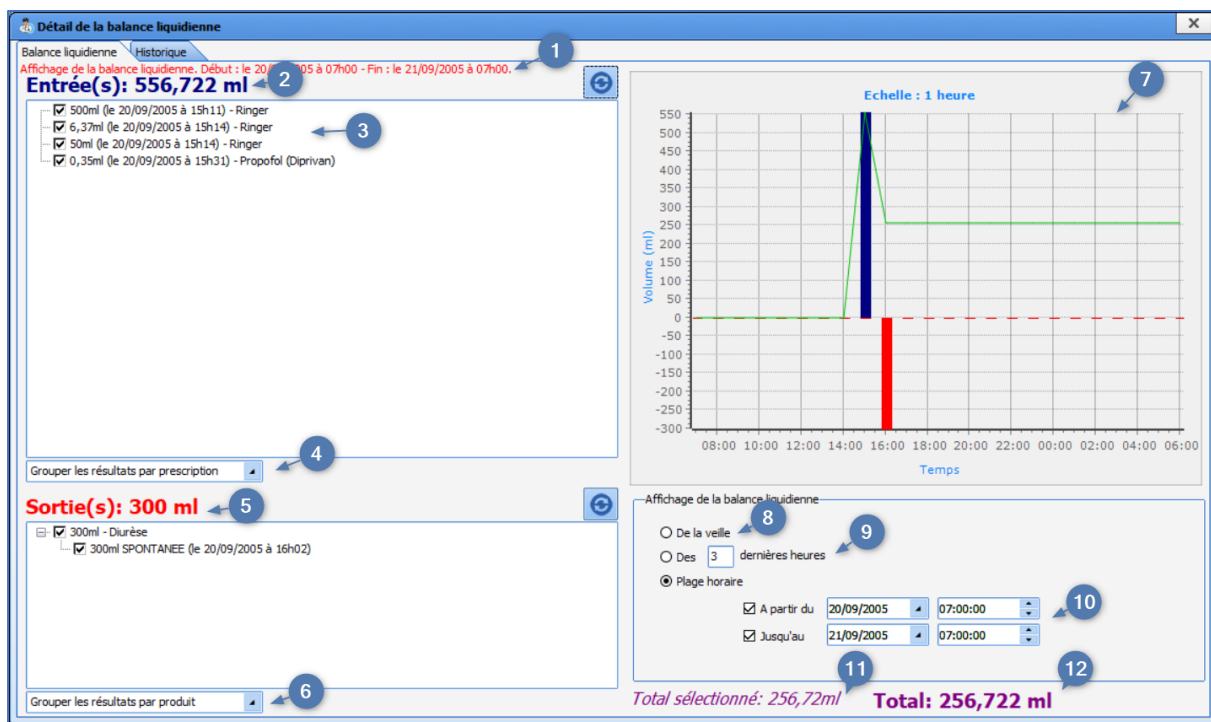 Détail de la balance liquidienne
Balance liquidienne Historique
Affichage de la balance liquidienne. Début : le 20/09/2005 à 07h00 - Fin : le 21/09/2005 à 07h00.
1
Entrée(s): 556,722 ml
2
500ml (le 20/09/2005 à 15h11) - Ringer
6,37ml (le 20/09/2005 à 15h14) - Ringer
50ml (le 20/09/2005 à 15h14) - Ringer
0,35ml (le 20/09/2005 à 15h31) - Propofol (Diprivan)
3
Grouper les résultats par prescription
4
Sortie(s): 300 ml
5
300ml - Diurèse
300ml SPONTANEE (le 20/09/2005 à 16h02)
Grouper les résultats par produit
6
7
Echelle : 1 heure
Volume (ml)
550
500
450
400
350
300
250
200
150
100
50
0
-50
-100
-150
-200
-250
-300
08:00 10:00 12:00 14:00 16:00 18:00 20:00 22:00 00:00 02:00 04:00 06:00
Temps
Affichage de la balance liquidienne
De la veille
8
Des 3 dernières heures
9
Plage horaire
A partir du 20/09/2005 07:00:00
10
Jusqu'au 21/09/2005 07:00:00
11
12
Total sélectionné: 256,72ml
Total: 256,722 ml